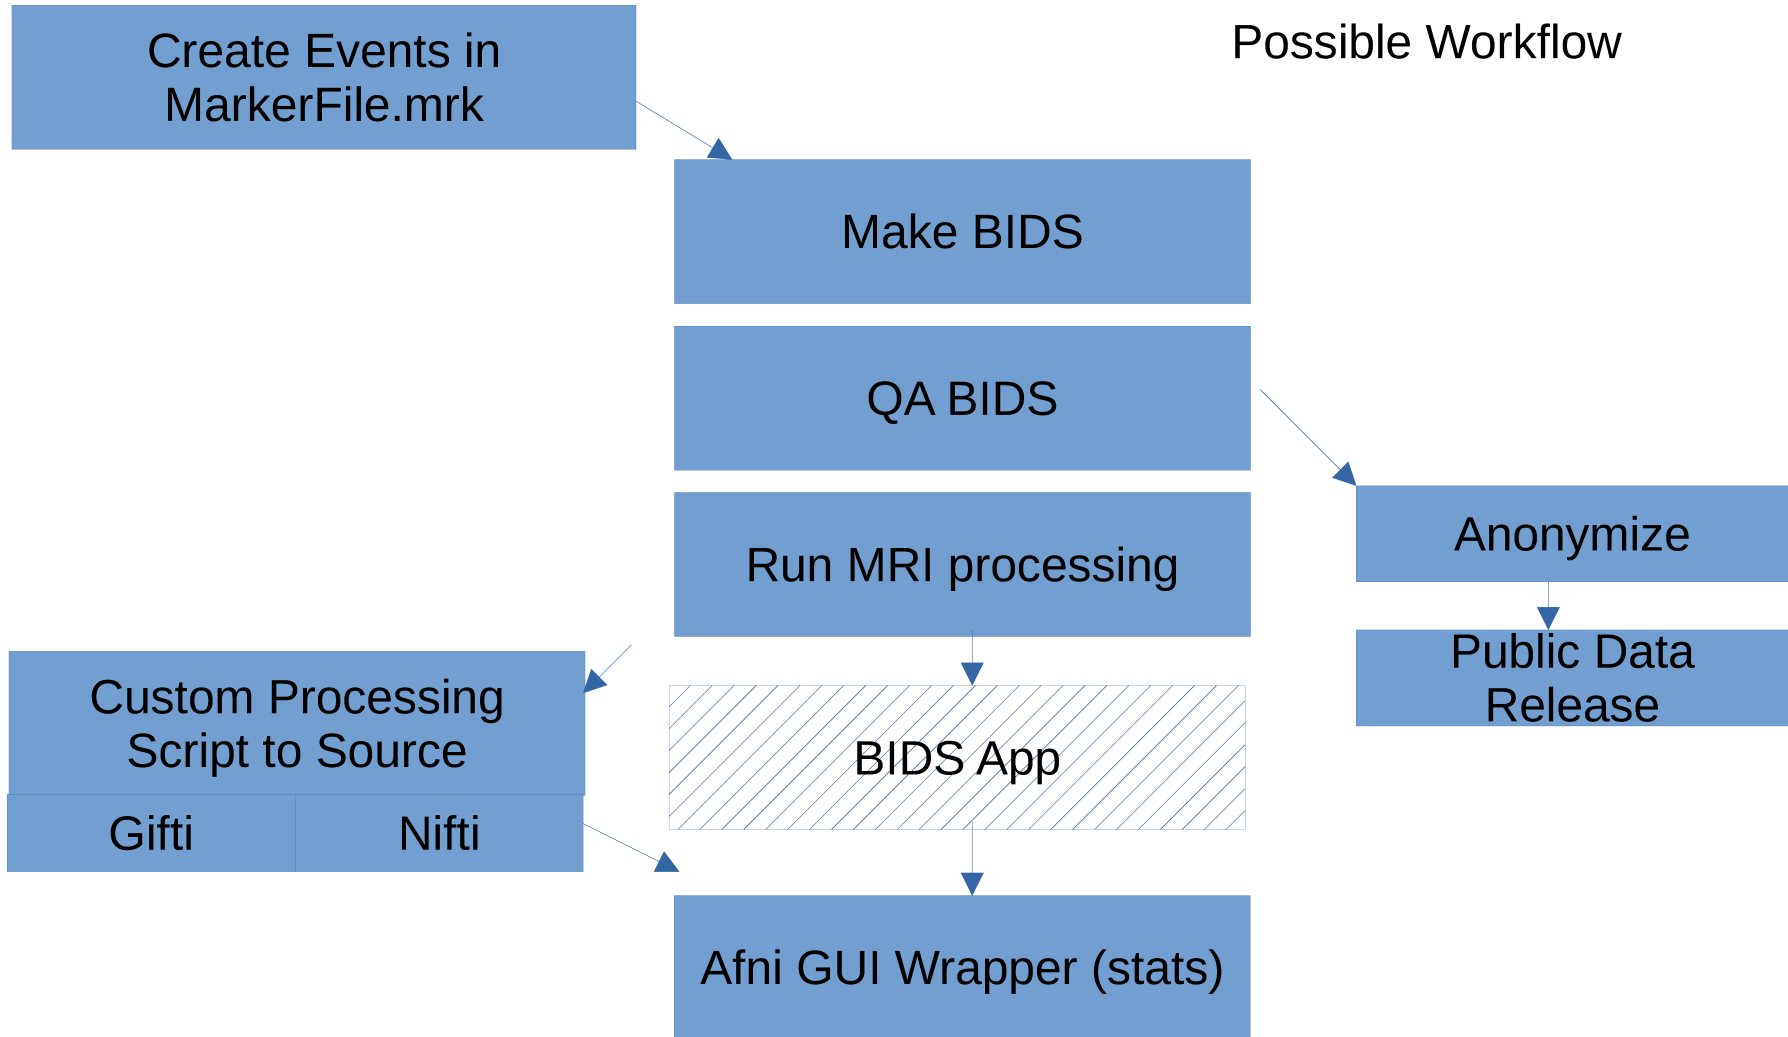 Possible Workflow
Create Events in
MarkerFile.mrk
Make BIDS
QA BIDS
Run MRI processing
Anonymize
Public Data
Release
Custom Processing
Script to Source
Gifti
Nifti
BIDS App
Afni GUI Wrapper (stats)